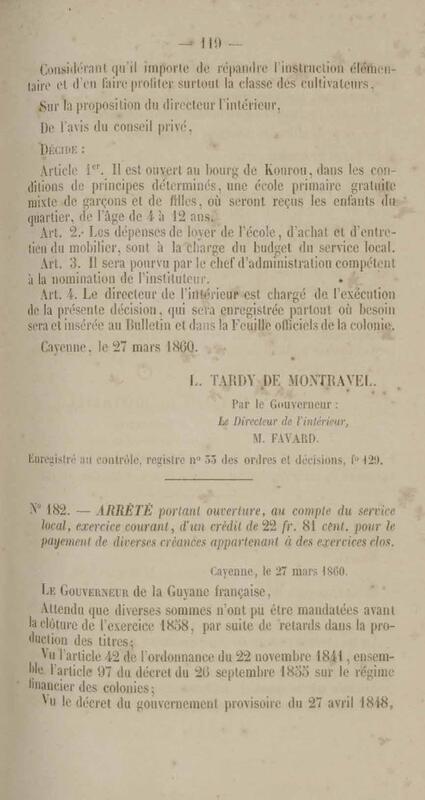 — 119 —
Considérant qu'il importe de répandre l'instruction élémen-
taire et d'en faire profiter surtout la classe des cultivateurs,
Sur la proposition du directeur l'intérieur,
De l'avis du conseil privé,
DÉCIDE :
Article 1er. Il est ouvert au bourg de Kourou, dans les con-
ditions de principes déterminés, une école primaire gratuite
mixte de garçons et de filles, où seront reçus les enfants du
quartier, de l'âge de 4 à 12 ans.
Art. 2. Les dépenses de loyer de l'école, d'achat et d'entre-
tien du mobilier, sont à la charge du budget du service local.
Art. 3. Il sera pourvu par le chef d'administration compétent
à la nomination de l'instituteur.
Art. 4. Le directeur de l'intérieur est chargé de l'exécution
de la présente décision, qui sera enregistrée partout où besoin
sera et insérée au Bulletin et dans la Feuille officiels de la colonie.
Cayenne, le 27 mars 1860.
L. TARDY DE MONTRAVEL.
Par le Gouverneur :
Le Directeur de l'intérieur,
M. FAVARD.
Enregistré au contrôle, registre n° 55 des ordres et décisions, f° 129.
N° 182. — ARRÊTÉ portant ouverture, au compte du service
local, exercice courant, d'un crédit de 22 fr. 81 cent. pour le
payement de diverses créances appartenant à des exercices clos.
Cayenne, le 27 mars 1860.
LE GOUVERNEUR de la Guyane française,
Attendu que diverses sommes n'ont pu être mandatées avant
la clôture de l'exercice 1858, par suite de retards dans la pro-
duction des titres;
Vu l'article 42 de l'ordonnance du 22 novembre 1841, ensem-
ble l'article 97 du décret du 26 septembre 1855 sur le régime
financier des colonies;
Vu le décret du gouvernement provisoire du 27 avril 1848,